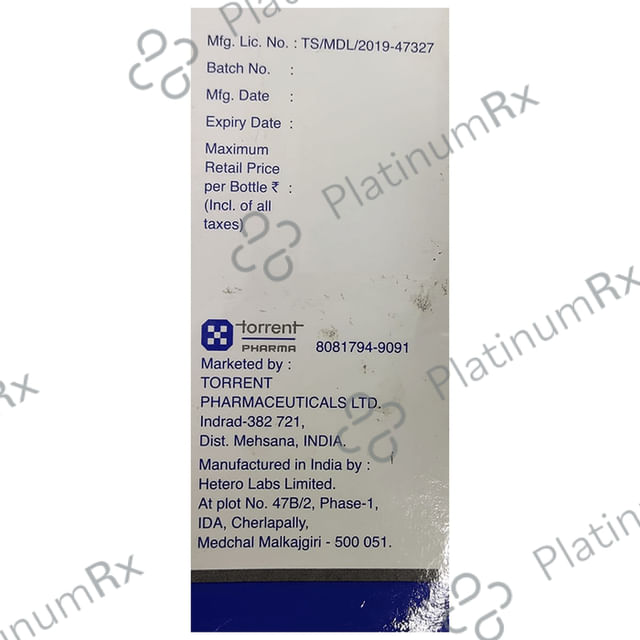 Mfg. Lic. No. : TS/MDL/2019-47327
Batch No. :
Mfg. Date :
Expiry Date :
Maximum
Retail Price
per Bottle ₹ :
(Incl. of all
taxes)
torrent
PHARMA 8081794-9091
Marketed by :
TORRENT
PHARMACEUTICALS LTD.
Indrad-382 721,
Dist. Mehsana, INDIA.
Manufactured in India by :
Hetero Labs Limited.
At plot No. 47B/2, Phase-1,
IDA, Cherlapally,
Medchal Malkajgiri - 500 051.
PlatinumRx
PlatinumRx
PlatinumRx
Rx
PlatinumRx
inumRx